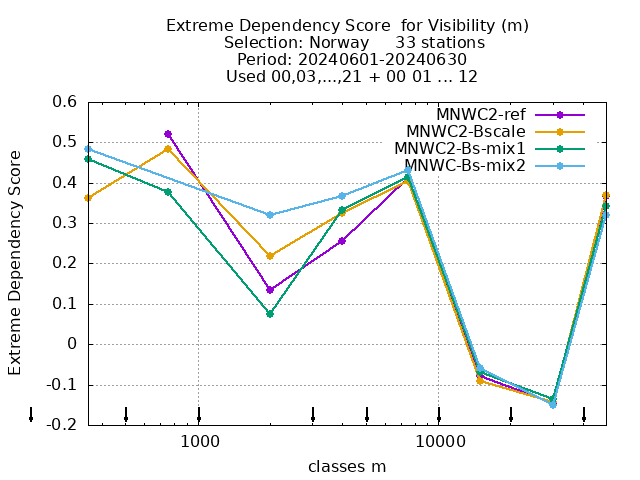 Extreme Dependency Score  for Visibility (m)
Selection: Norway     33 stations
Period: 20240601-20240630
Used 00,03,...,21 + 00 01 ... 12
MNWC2-ref
MNWC2-Bscale
MNWC2-Bs-mix1
MNWC-Bs-mix2
Extreme Dependency Score
0.6
0.5
0.4
0.3
0.2
0.1
0
-0.1
-0.2
1000
10000
classes m